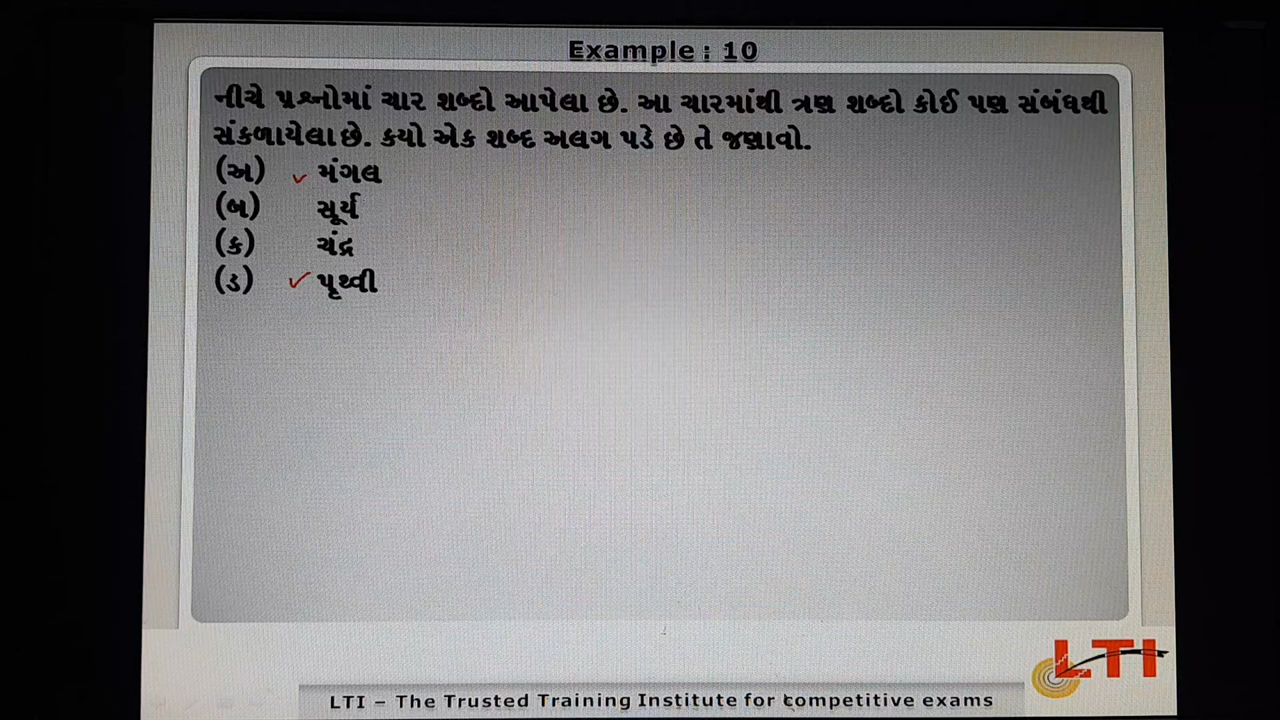 Example : 10
નીચે પ્રશ્નોમાં ચાર શબ્દો આપેલા છે. આ ચારમાંથી ત્રણ શબ્દો કોઈ પણ સંબંધથી
સંકળાયેલા છે. કયો એક શબ્દ અલગ પડે છે તે જણાવો.
(અ) મંગલ
(બ) સૂર્ય
(ક) ચંદ્ર
(ડ) પૃથ્વી
LTI
LTI – The Trusted Training Institute for competitive exams